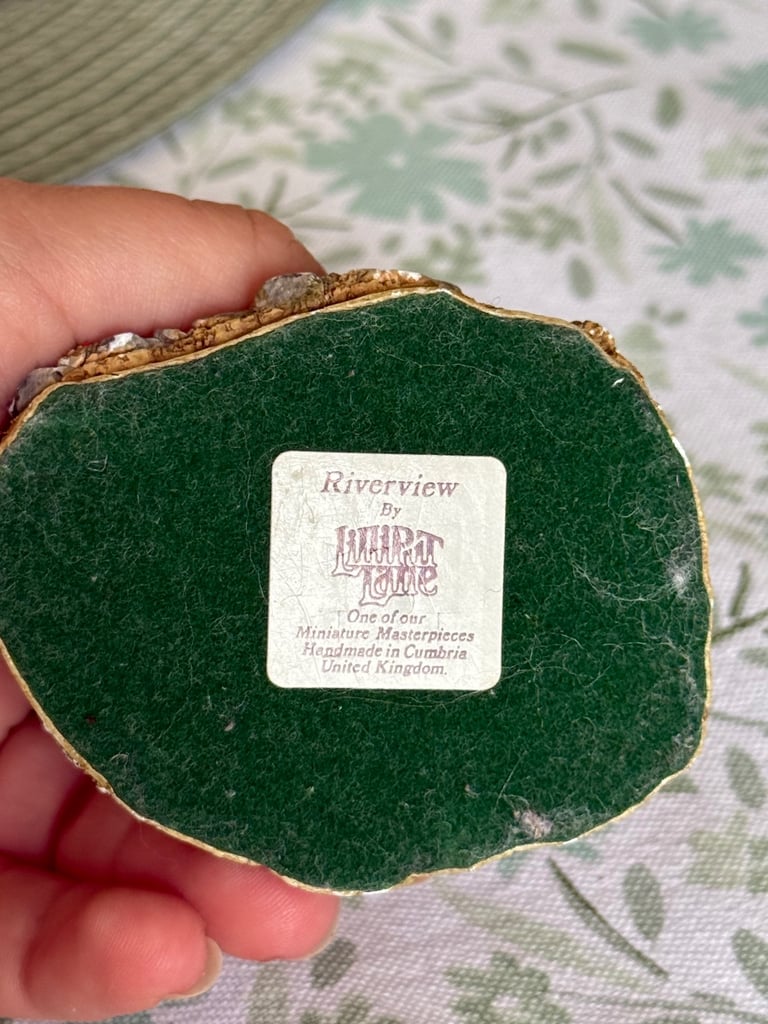 Riverview
By
LilliPut
Lane
One of our
Miniature Masterpieces
Handmade in Cumbria
United Kingdom.